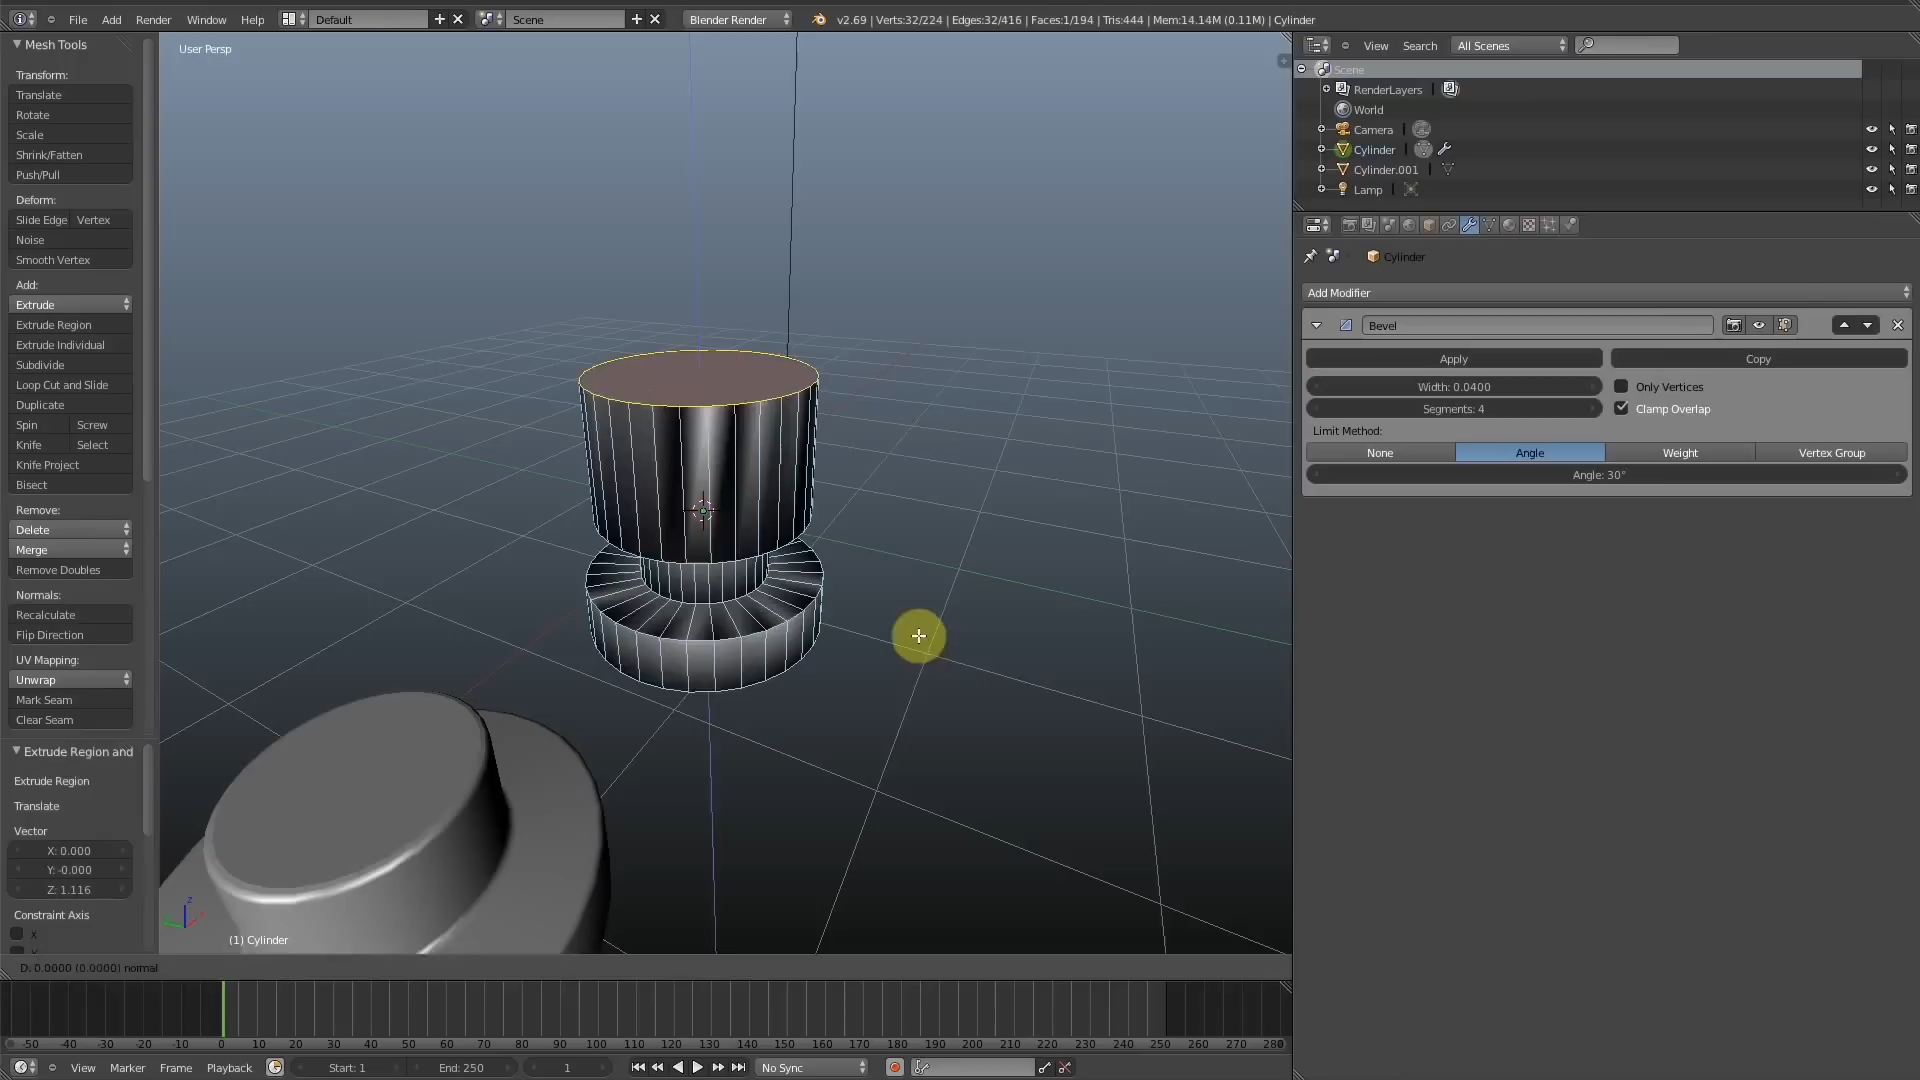 File Add Render Window Help Default Scene Blender Render v2.69 | Verts:32/224 | Edges:32/416 | Faces:1/194 | Tris:444 | Mem:14.14M (0.11M) | Cylinder
Mesh Tools
Transform:
Translate
Rotate
Scale
Shrink/Fatten
Push/Pull
Deform:
Slide Edge Vertex
Noise
Smooth Vertex
Add:
Extrude
Extrude Region
Extrude Individual
Subdivide
Loop Cut and Slide
Duplicate
Spin Screw
Knife Select
Knife Project
Bisect
Remove:
Delete
Merge
Remove Doubles
Normals:
Recalculate
Flip Direction
UV Mapping:
Unwrap
Mark Seam
Clear Seam
Extrude Region and
Extrude Region
Translate
Vector
X: 0.000
Y: -0.000
Z: 1.116
Constraint Axis
X
User Persp
z
(1) Cylinder
D: 0.0000 (0.0000) normal
View Search All Scenes
Scene
RenderLayers
World
Camera
Cylinder
Cylinder.001
Lamp
Cylinder
Add Modifier
Bevel
Apply Copy
Width: 0.0400 Only Vertices
Segments: 4 Clamp Overlap
Limit Method:
None Angle Weight Vertex Group
Angle: 30°
-50 -40 -30 -20 -10 0 10 20 30 40 50 60 70 80 90 100 110 120 130 140 150 160 170 180 190 200 210 220 230 240 250 260 270 280
View Marker Frame Playback Start: 1 End: 250 1 No Sync